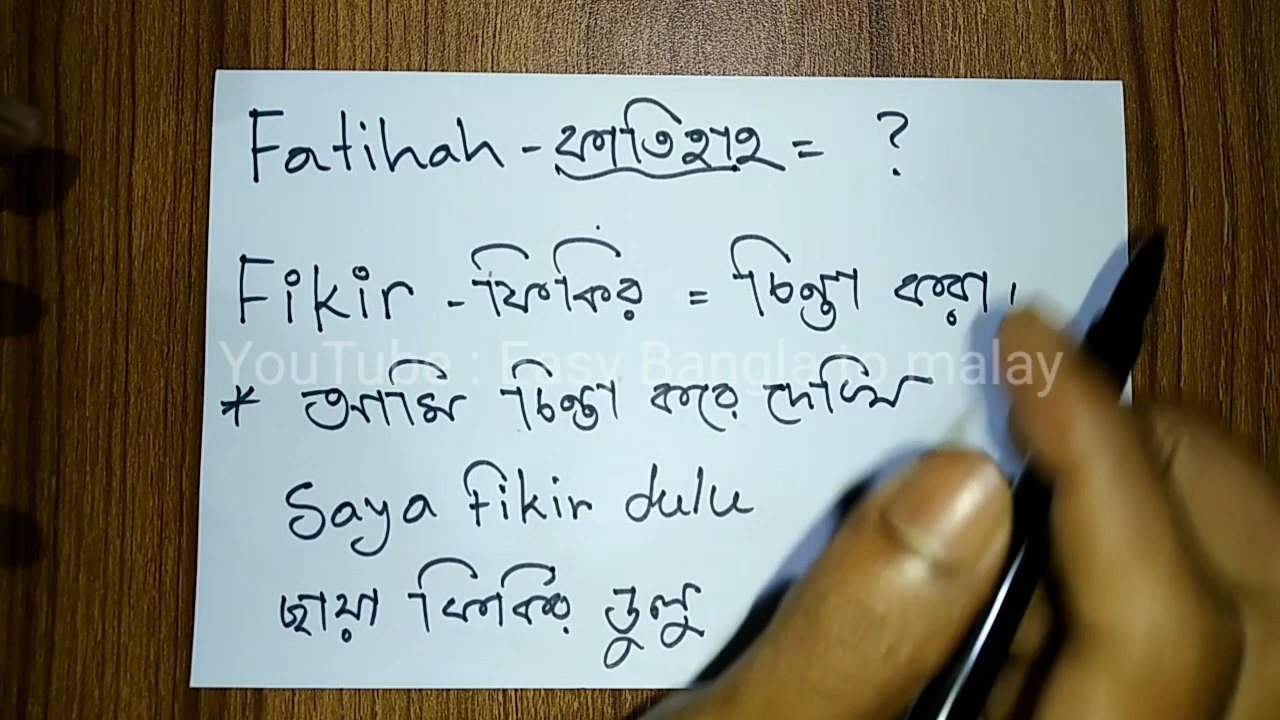 Fatihah - ফাতিহাহ = ?
Fikir - ফিকির = চিন্তা করা।
YouTube : Easy Bangla to malay
* আমি চিন্তা করে দেখি
Saya fikir dulu
ছায়া ফিকির ডুলু